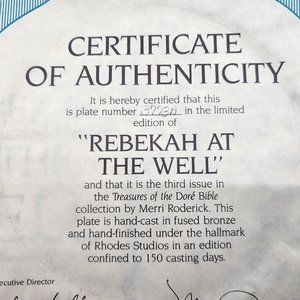 CERTIFICATE
OF AUTHENTICITY
It is hereby certified that this
is plate number in the limited
edition of
"REBEKAH AT
THE WELL"
and that it is the third issue in
the Treasures of the Doré Bible
collection by Merri Roderick. This
plate is hand-cast in fused bronze
and hand-finished under the hallmark
of Rhodes Studios in an edition
confined to 150 casting days.
Director